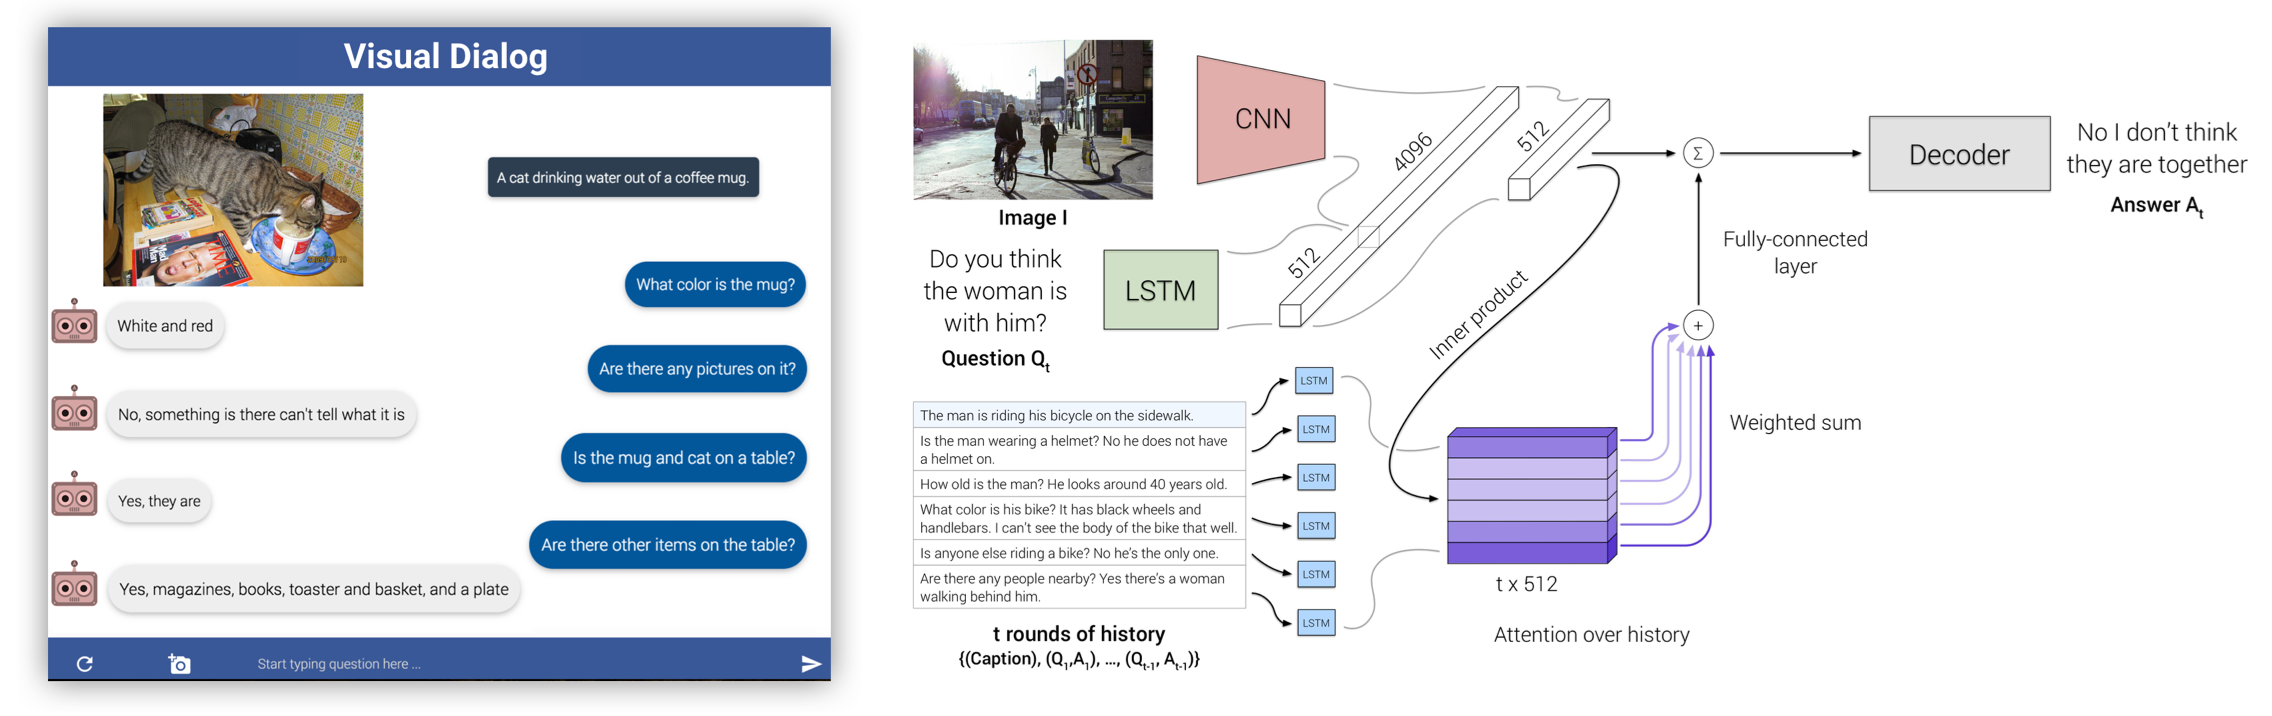 Visual Dialog
A cat drinking water out of a coffee mug.
What color is the mug?
White and red
Are there any pictures on it?
No, something is there can't tell what it is
Is the mug and cat on a table?
Yes, they are
Are there other items on the table?
Yes, magazines, books, toaster and basket, and a plate
Start typing question here ...
TIME
Image I
Do you think
the woman is
with him?
Question Qt
CNN
LSTM
4096
512
512
Inner product
Σ
Decoder
No I don't think
they are together
Answer At
Fully-connected
layer
+
Weighted sum
The man is riding his bicycle on the sidewalk.
Is the man wearing a helmet? No he does not have
a helmet on.
How old is the man? He looks around 40 years old.
What color is his bike? It has black wheels and
handlebars. I can't see the body of the bike that well.
Is anyone else riding a bike? No he's the only one.
Are there any people nearby? Yes there's a woman
walking behind him.
LSTM
LSTM
LSTM
LSTM
LSTM
LSTM
t rounds of history
{(Caption), (Q1,A1), ..., (Qt-1, At-1)}
t x 512
Attention over history